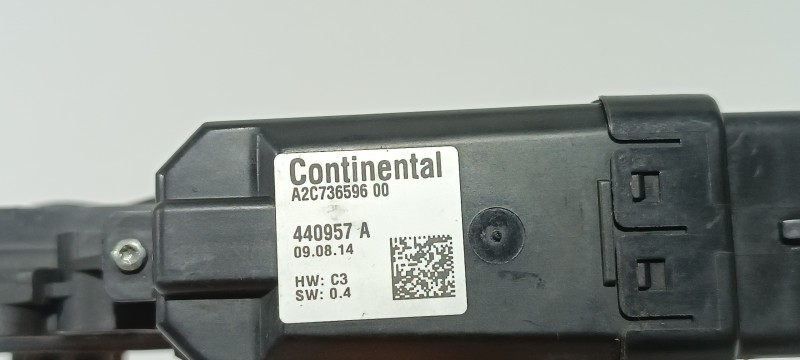 Continental
A2C736596 00
440957 A
09.08.14
HW: C3
SW: 0.4